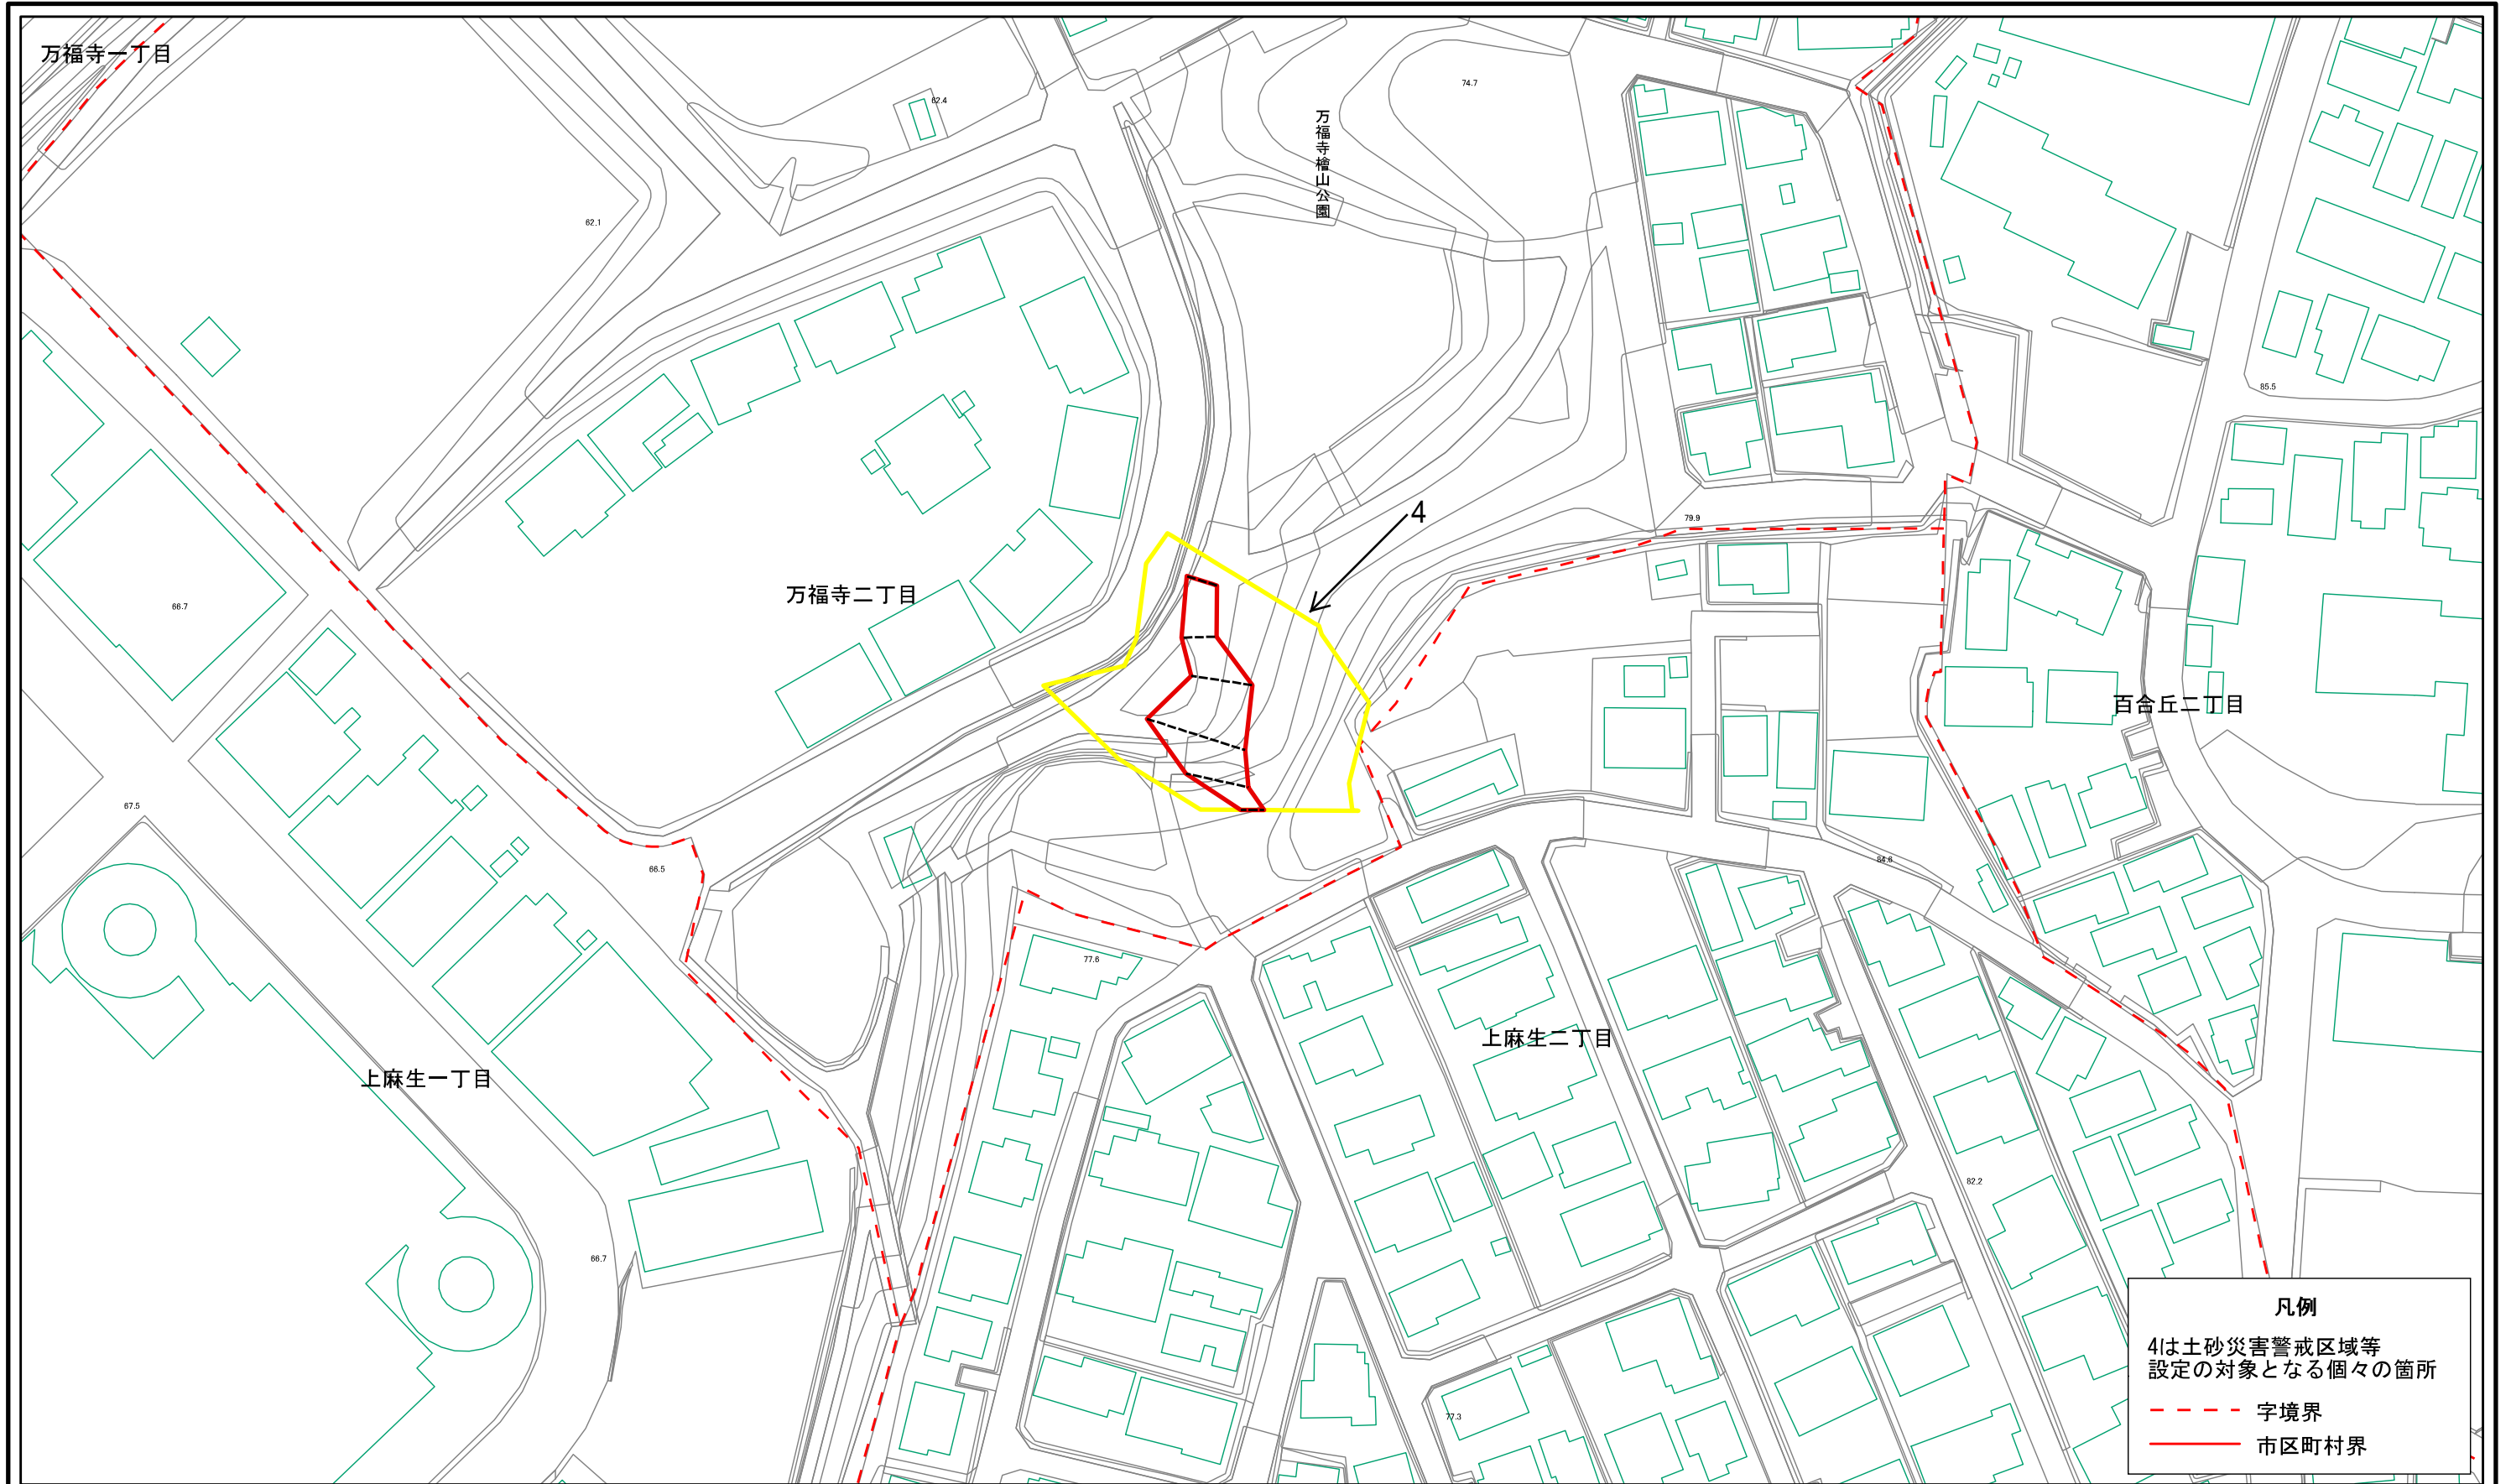 万福寺一丁目
62.4
74.7
万福寺檜山公園
62.1
85.5
4
79.9
万福寺二丁目
66.7
百合丘二丁目
67.5
66.5
84.8
77.6
上麻生二丁目
上麻生一丁目
82.2
66.7
77.3
凡例
4は土砂災害警戒区域等
設定の対象となる個々の箇所
字境界
市区町村界